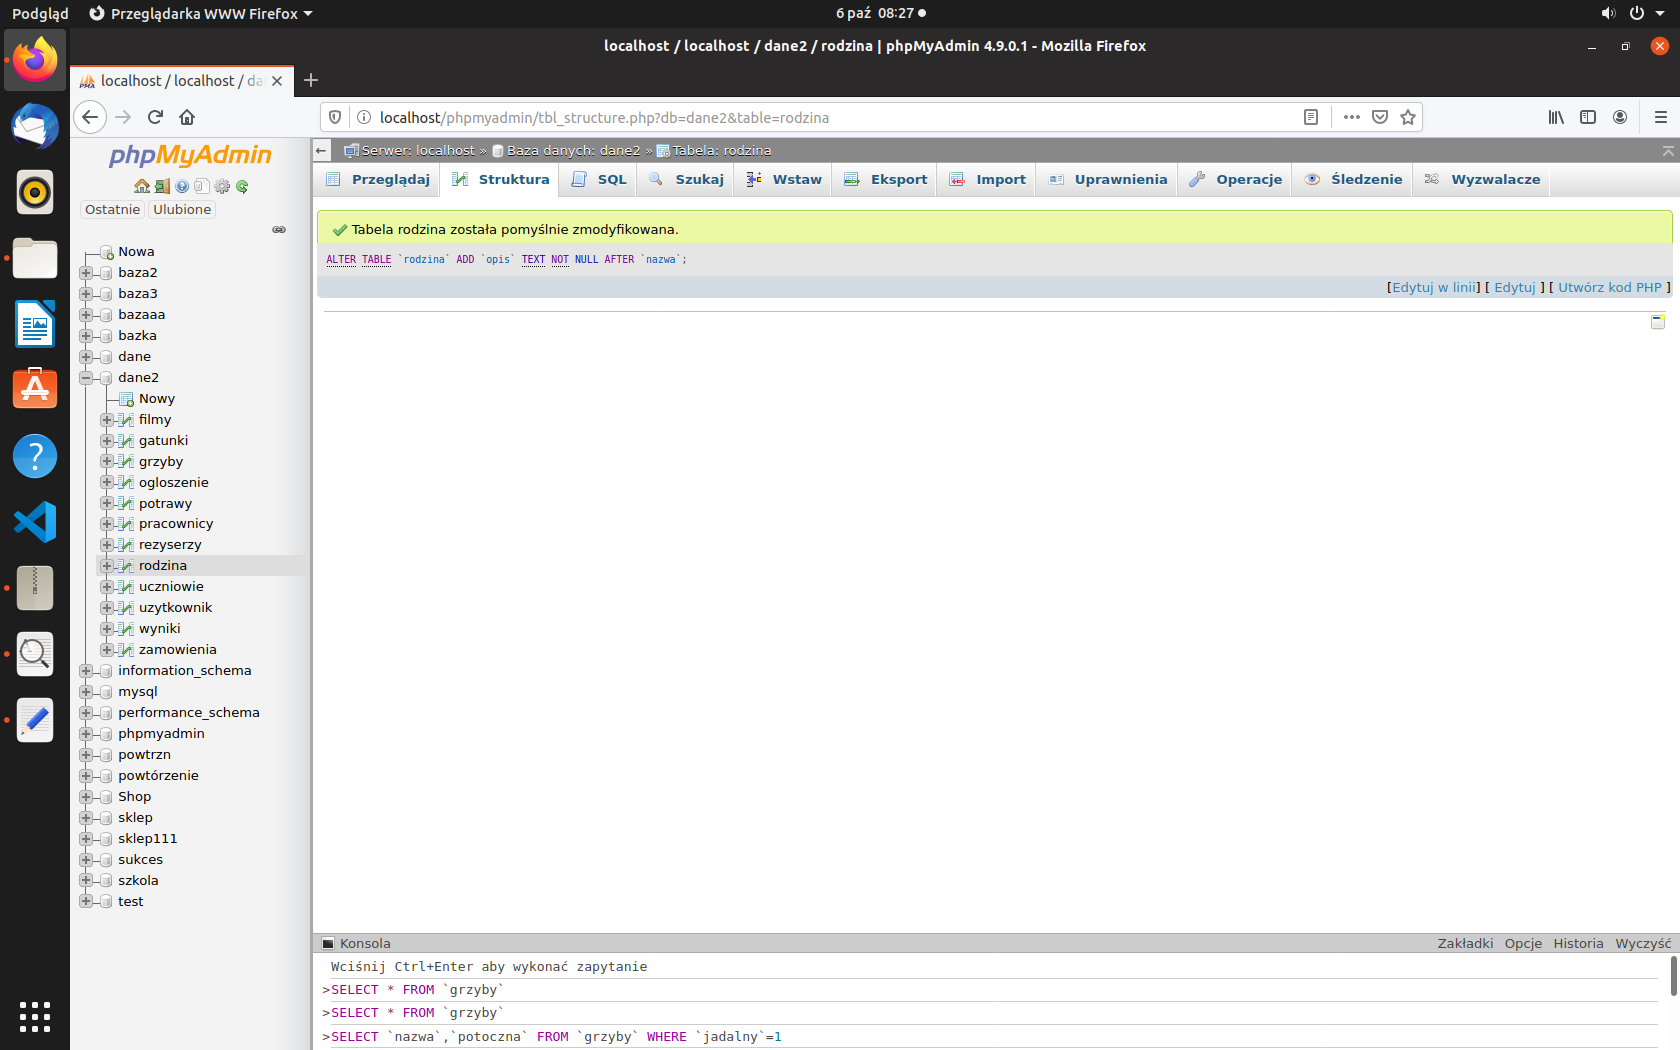 Podgląd Przeglądarka WWW Firefox 6 paź 08:27
localhost / localhost / dane2 / rodzina | phpMyAdmin 4.9.0.1 - Mozilla Firefox
localhost / localhost / da
localhost/phpmyadmin/tbl_structure.php?db=dane2&table=rodzina
phpMyAdmin
Ostatnie Ulubione
Nowa
baza2
baza3
bazaaa
bazka
dane
dane2
Nowy
filmy
gatunki
grzyby
ogloszenie
potrawy
pracownicy
rezyserzy
rodzina
uczniowie
uzytkownik
wyniki
zamowienia
information_schema
mysql
performance_schema
phpmyadmin
powtrzn
powtórzenie
Shop
sklep
sklep111
sukces
szkola
test
← Serwer: localhost » Baza danych: dane2 » Tabela: rodzina
Przeglądaj Struktura SQL Szukaj Wstaw Eksport Import Uprawnienia Operacje Śledzenie Wyzwalacze
Tabela rodzina została pomyślnie zmodyfikowana.
ALTER TABLE `rodzina` ADD `opis` TEXT NOT NULL AFTER `nazwa`;
[Edytuj w linii] [ Edytuj ] [ Utwórz kod PHP ]
Konsola Zakładki Opcje Historia Wyczyść
Wciśnij Ctrl+Enter aby wykonać zapytanie
>SELECT * FROM `grzyby`
>SELECT * FROM `grzyby`
>SELECT `nazwa`,`potoczna` FROM `grzyby` WHERE `jadalny`=1